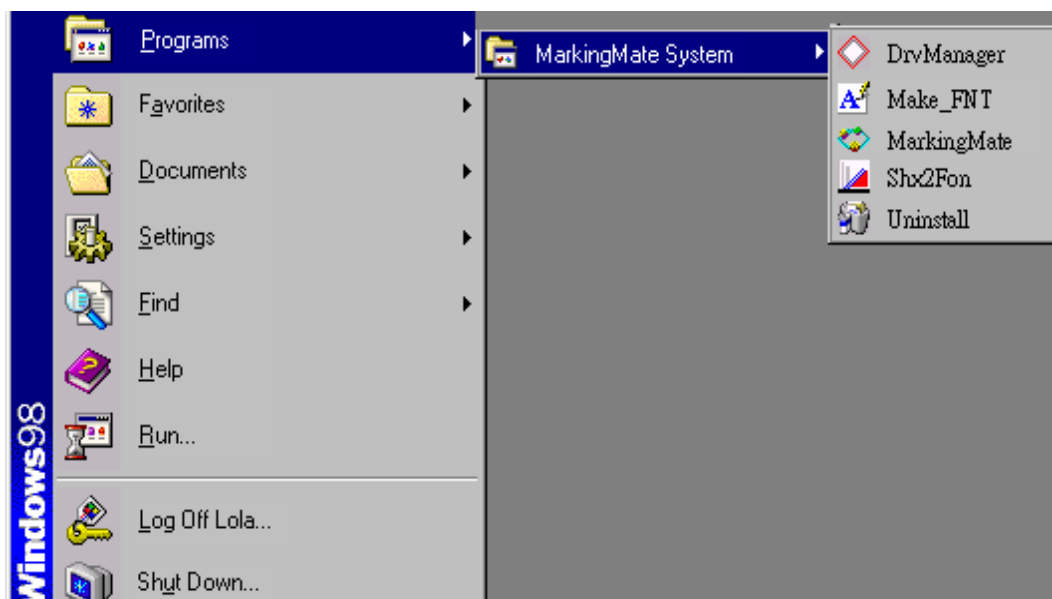 Programs
Favorites
Documents
Settings
Find
Help
Run...
Log Off Lola...
Shut Down...
Windows98
MarkingMate System
DrvManager
Make_FNT
MarkingMate
Shx2Fon
Uninstall